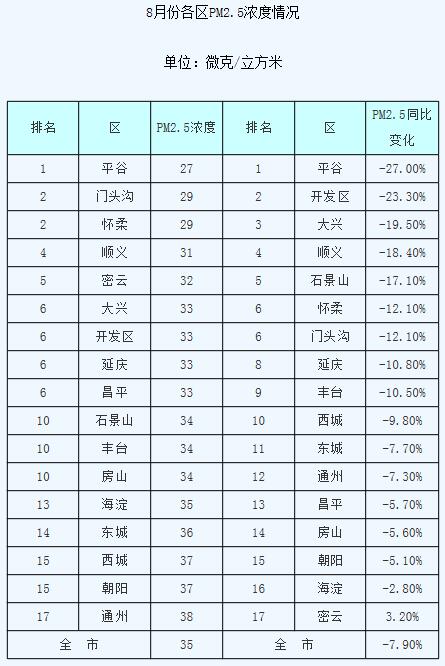 8月份各区PM2.5浓度情况
单位：微克/立方米
排名 区 PM2.5浓度 排名 区 PM2.5同比变化
1 平谷 27 1 平谷 -27.00%
2 门头沟 29 2 开发区 -23.30%
2 怀柔 29 3 大兴 -19.50%
4 顺义 31 4 顺义 -18.40%
5 密云 32 5 石景山 -17.10%
6 大兴 33 6 怀柔 -12.10%
6 开发区 33 6 门头沟 -12.10%
6 延庆 33 8 延庆 -10.80%
6 昌平 33 9 丰台 -10.50%
10 石景山 34 10 西城 -9.80%
10 丰台 34 11 东城 -7.70%
10 房山 34 12 通州 -7.30%
13 海淀 35 13 昌平 -5.70%
14 东城 36 14 房山 -5.60%
15 西城 37 15 朝阳 -5.10%
15 朝阳 37 16 海淀 -2.80%
17 通州 38 17 密云 3.20%
全 市 35 全 市 -7.90%